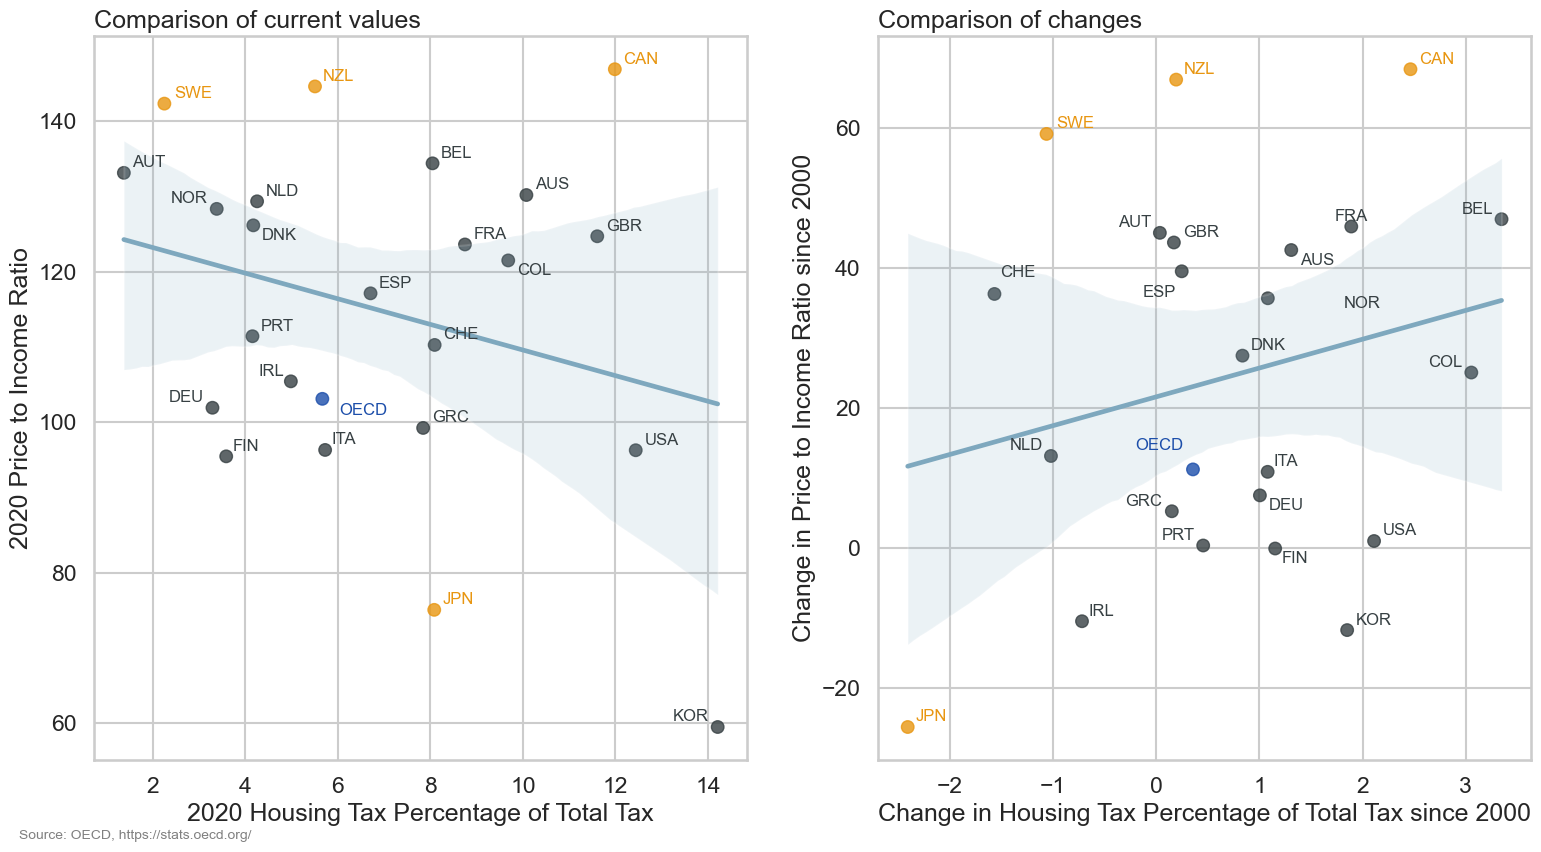 Comparison of current values
2020 Price to Income Ratio
140
120
100
80
60
CAN
NZL
SWE
BEL
AUT
AUS
NLD
NOR
GBR
DNK
FRA
COL
ESP
CHE
PRT
IRL
DEU
OECD
GRC
ITA
FIN
USA
JPN
KOR
2 4 6 8 10 12 14
2020 Housing Tax Percentage of Total Tax
Comparison of changes
Change in Price to Income Ratio since 2000
60
40
20
0
−20
CAN
NZL
SWE
BEL
FRA
AUT
GBR
AUS
CHE
ESP
NOR
DNK
COL
NLD
OECD
ITA
GRC
DEU
PRT
USA
FIN
IRL
KOR
JPN
−2 −1 0 1 2 3
Change in Housing Tax Percentage of Total Tax since 2000
Source: OECD, https://stats.oecd.org/